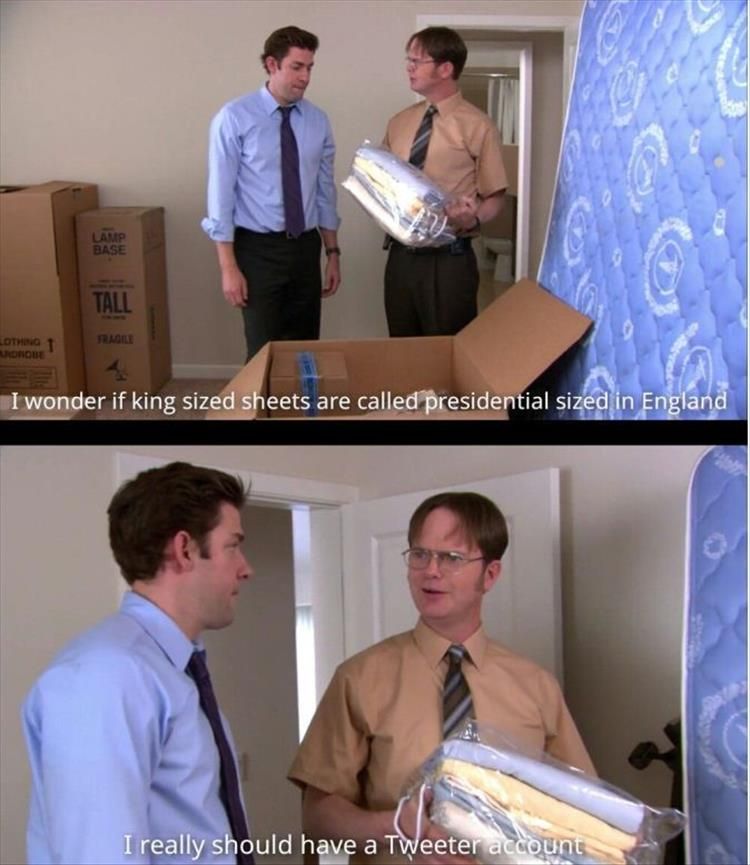 LAMP
BASE
TALL
FRAGILE
LOTHING
ARDROBE
I wonder if king sized sheets are called presidential sized in England
I really should have a Tweeter account